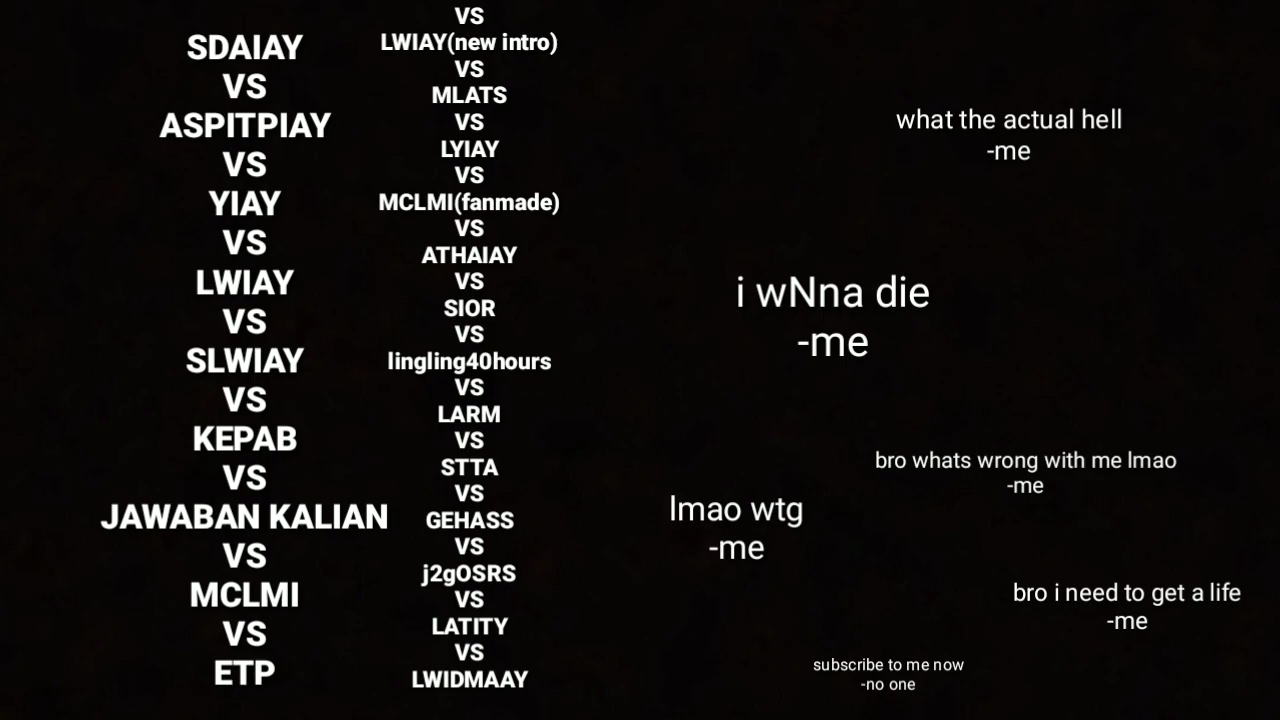 SDAIAY
VS
ASPITPIAY
VS
YIAY
VS
LWIAY
VS
SLWIAY
VS
KEPAB
VS
JAWABAN KALIAN
VS
MCLMI
VS
ETP
VS
LWIAY(new intro)
VS
MLATS
VS
LYIAY
VS
MCLMI(fanmade)
VS
ATHAIAY
VS
SIOR
VS
lingling40hours
VS
LARM
VS
STTA
VS
GEHASS
VS
j2gOSRS
VS
LATITY
VS
LWIDMAAY
what the actual hell
-me
i wNna die
-me
bro whats wrong with me lmao
-me
lmao wtg
-me
bro i need to get a life
-me
subscribe to me now
-no one